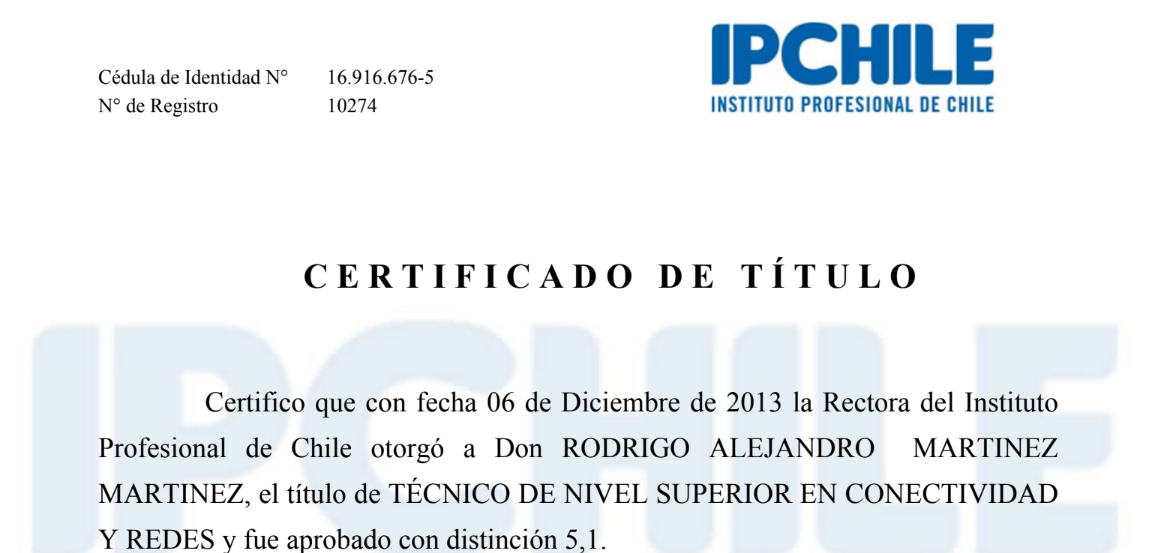 IPCHILE
INSTITUTO PROFESIONAL DE CHILE
Cédula de Identidad N° 16.916.676-5
N° de Registro 10274
CERTIFICADO DE TÍTULO
IPCHILE
Certifico que con fecha 06 de Diciembre de 2013 la Rectora del Instituto
Profesional de Chile otorgó a Don RODRIGO ALEJANDRO MARTINEZ
MARTINEZ, el título de TÉCNICO DE NIVEL SUPERIOR EN CONECTIVIDAD
Y REDES y fue aprobado con distinción 5,1.